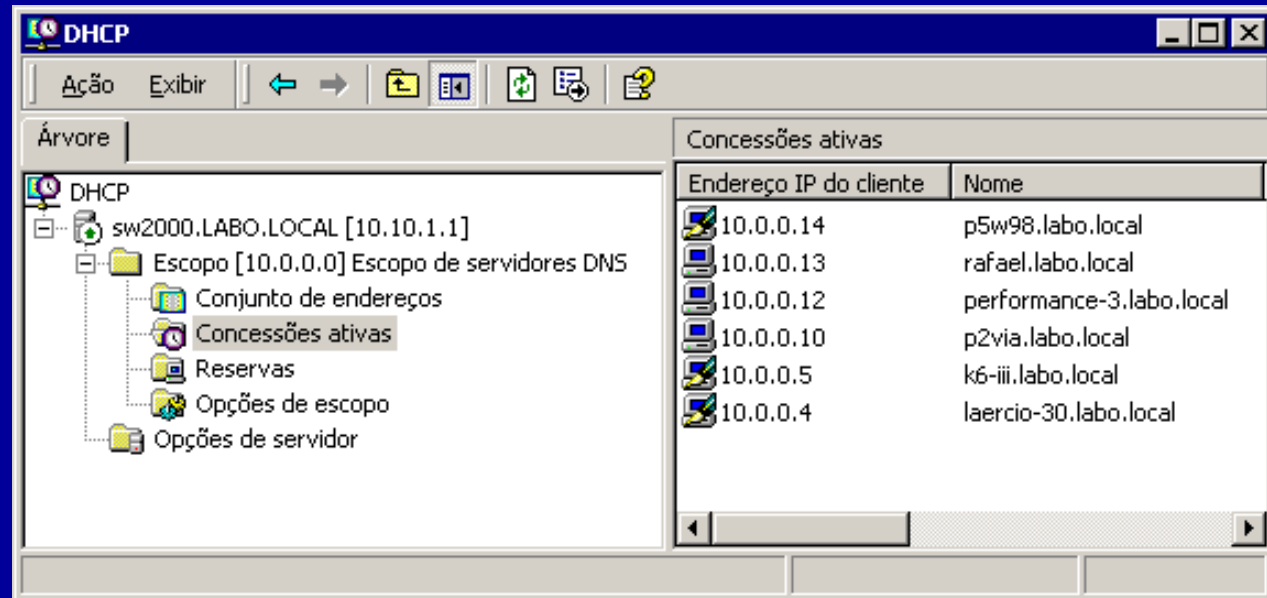 DHCP
Ação Exibir
Árvore
DHCP
sw2000.LABO.LOCAL [10.10.1.1]
Escopo [10.0.0.0] Escopo de servidores DNS
Conjunto de endereços
Concessões ativas
Reservas
Opções de escopo
Opções de servidor
Concessões ativas
Endereço IP do cliente Nome
10.0.0.14 p5w98.labo.local
10.0.0.13 rafael.labo.local
10.0.0.12 performance-3.labo.local
10.0.0.10 p2via.labo.local
10.0.0.5 k6-iii.labo.local
10.0.0.4 laercio-30.labo.local